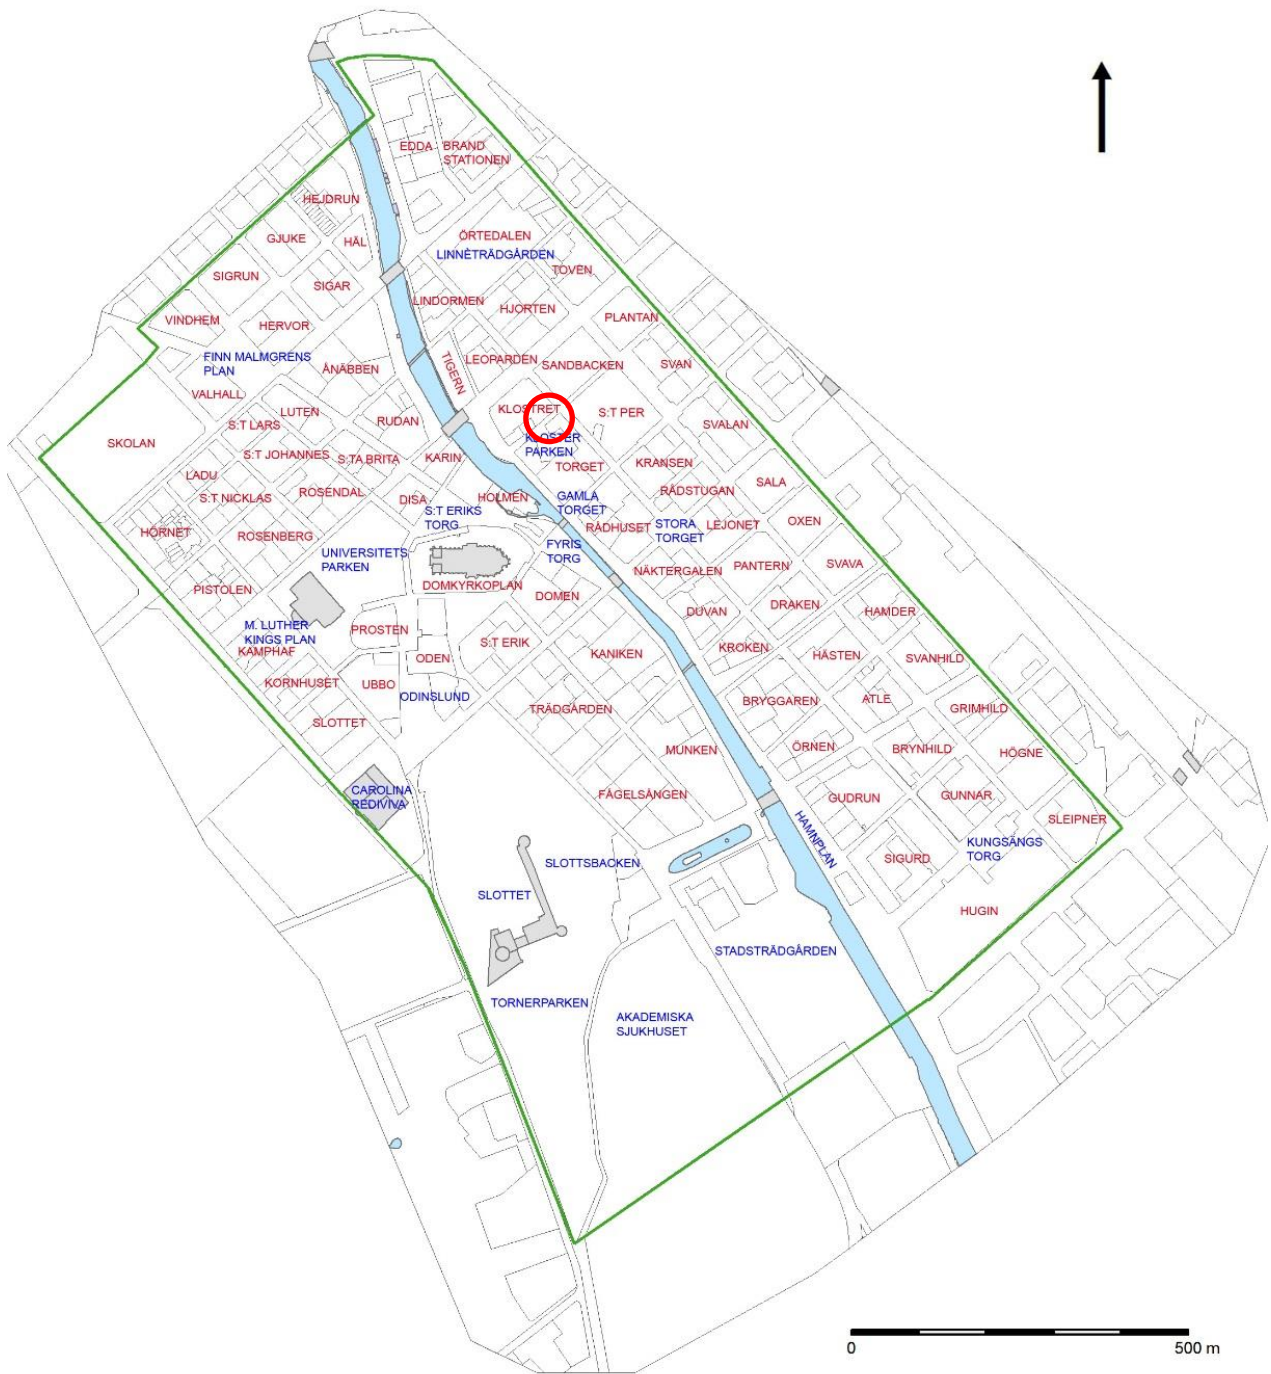 EDDA
BRAND
STATIONEN
HEJDRUN
GJUKE
HÄL
ÖRTEDALEN
LINNÈTRÄDGÅRDEN
TOVEN
SIGRUN
SIGAR
LINDORMEN
HJORTEN
PLANTAN
VINDHEM
HERVOR
FINN MALMGRENS
PLAN
ÅNÄBBEN
TIGERN
LEOPARDEN
SANDBACKEN
SVAN
VALHALL
LUTEN
RUDAN
KLOSTRET
S:T PER
SVALAN
S:T LARS
SKOLAN
S:T JOHANNES
S:TA BRITA
KARIN
KLOSTER
PARKEN
TORGET
KRANSEN
LADU
S:T NICKLAS
ROSENDAL
DISA
HOLMEN
GAMLA
TORGET
RÅDSTUGAN
SALA
S:T ERIKS
TORG
RÅDHUSET
STORA
TORGET
LEJONET
OXEN
HÖRNET
ROSENBERG
UNIVERSITETS
PARKEN
FYRIS
TORG
NÄKTERGALEN
PANTERN
SVAVA
PISTOLEN
DOMKYRKOPLAN
DOMEN
DUVAN
DRAKEN
HAMDER
M. LUTHER
KINGS PLAN
KAMPHAF
PROSTEN
S:T ERIK
KANIKEN
KROKEN
HÄSTEN
SVANHILD
ODEN
KORNHUSET
UBBO
ODINSLUND
TRÄDGÅRDEN
BRYGGAREN
ATLE
GRIMHILD
SLOTTET
MUNKEN
ÖRNEN
BRYNHILD
HÖGNE
CAROLINA
REDIVIVA
FÅGELSÅNGEN
GUDRUN
GUNNAR
SLEIPNER
HAMNPLAN
KUNGSÄNGS
TORG
SLOTTSBACKEN
SIGURD
SLOTTET
HUGIN
STADSTRÄDGÅRDEN
TORNERPARKEN
AKADEMISKA
SJUKHUSET
0
500 m